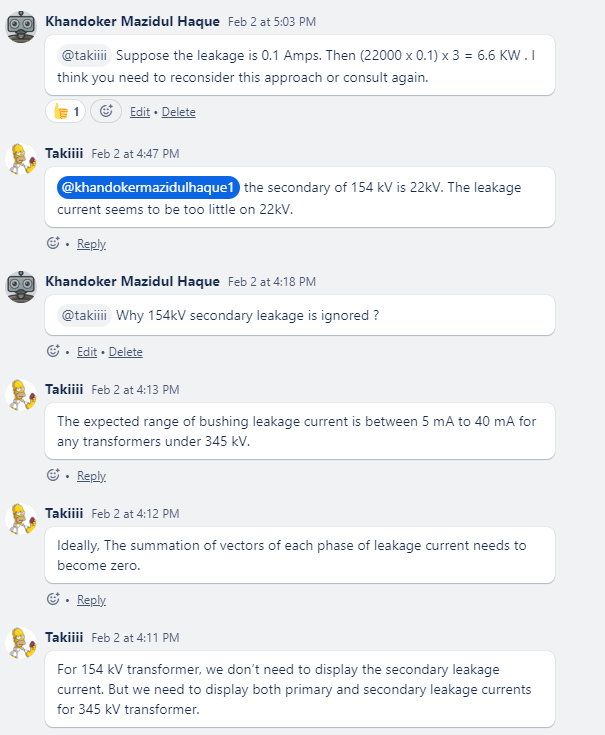 Khandoker Mazidul Haque Feb 2 at 5:03 PM
@takiiii Suppose the leakage is 0.1 Amps. Then (22000 x 0.1) x 3 = 6.6 KW . I
think you need to reconsider this approach or consult again.
1 Edit • Delete
Takiiii Feb 2 at 4:47 PM
@khandokermazidulhaque1 the secondary of 154 kV is 22kV. The leakage
current seems to be too little on 22kV.
• Reply
Khandoker Mazidul Haque Feb 2 at 4:18 PM
@takiiii Why 154kV secondary leakage is ignored ?
• Edit • Delete
Takiiii Feb 2 at 4:13 PM
The expected range of bushing leakage current is between 5 mA to 40 mA for
any transformers under 345 kV.
• Reply
Takiiii Feb 2 at 4:12 PM
Ideally, The summation of vectors of each phase of leakage current needs to
become zero.
• Reply
Takiiii Feb 2 at 4:11 PM
For 154 kV transformer, we don't need to display the secondary leakage
current. But we need to display both primary and secondary leakage currents
for 345 kV transformer.